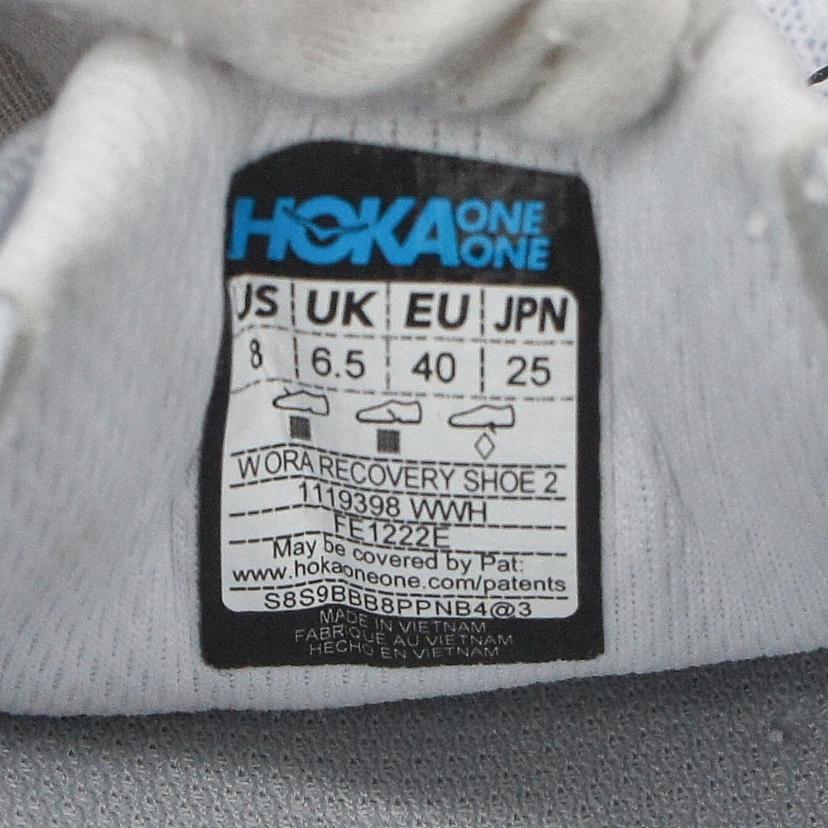 HOKA ONE ONE
US UK EU JPN
8 6.5 40 25
W ORA RECOVERY SHOE 2
1119398 WWH
FE1222E
May be covered by Pat:
www.hokaoneone.com/patents
S8S9BBB8PPNB4@3
MADE IN VIETNAM
FABRIQUE AU VIETNAM
HECHO EN VIETNAM